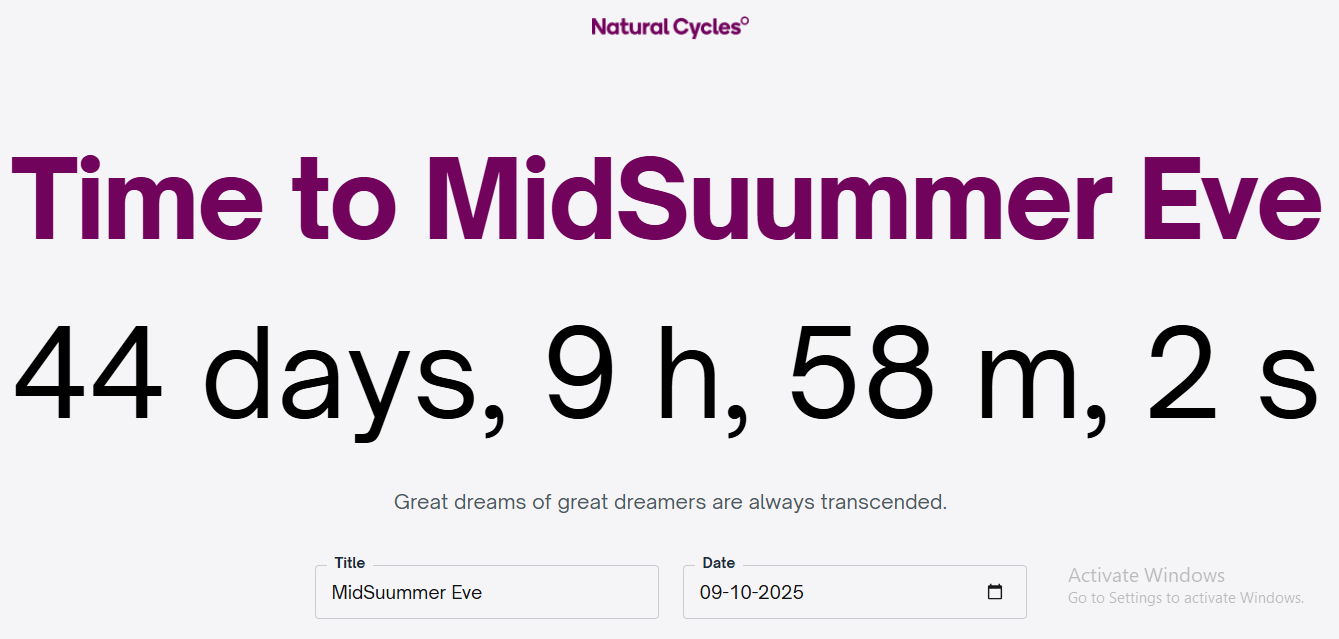 Natural Cycles°
Time to MidSuummer Eve
44 days, 9 h, 58 m, 2 s
Great dreams of great dreamers are always transcended.
Title
MidSuummer Eve
Date
09-10-2025
Activate Windows
Go to Settings to activate Windows.